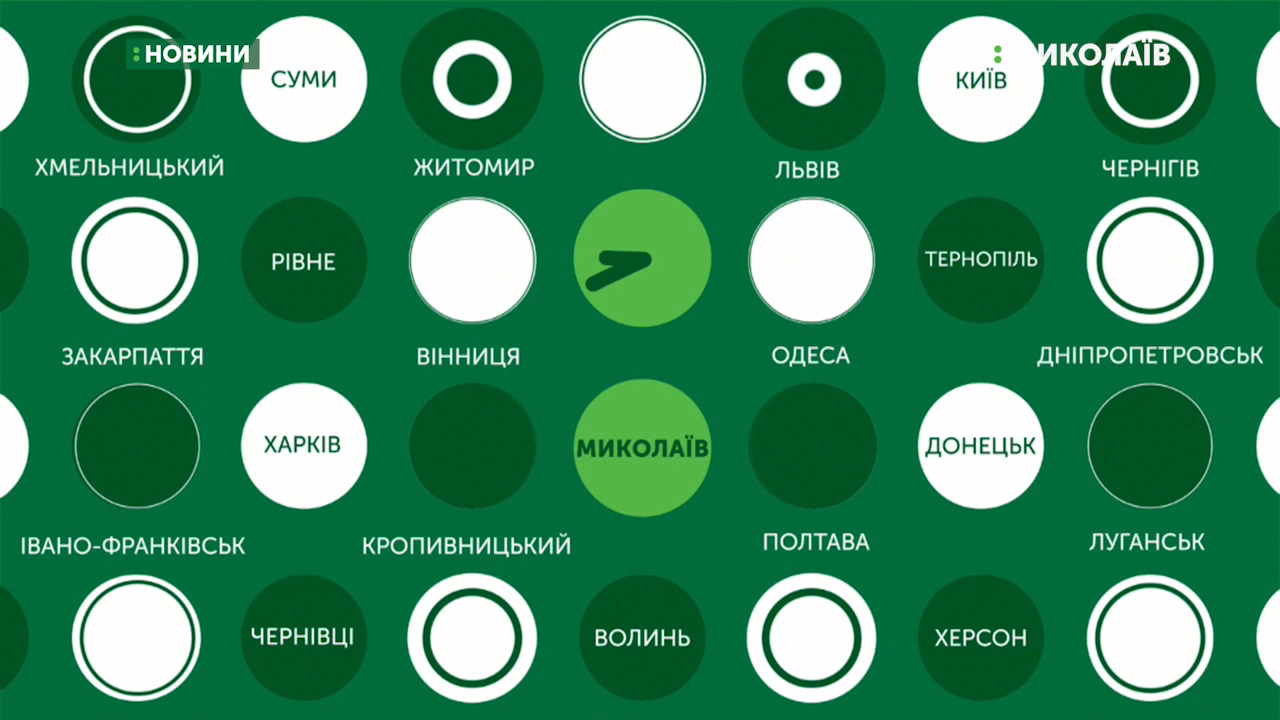 :НОВИНИ
:МИКОЛАЇВ
СУМИ
КИЇВ
ХМЕЛЬНИЦЬКИЙ
ЖИТОМИР
ЛЬВІВ
ЧЕРНІГІВ
РІВНЕ
ТЕРНОПІЛЬ
ЗАКАРПАТТЯ
ВІННИЦЯ
ОДЕСА
ДНІПРОПЕТРОВСЬК
ХАРКІВ
МИКОЛАЇВ
ДОНЕЦЬК
ІВАНО-ФРАНКІВСЬК
КРОПИВНИЦЬКИЙ
ПОЛТАВА
ЛУГАНСЬК
ЧЕРНІВЦІ
ВОЛИНЬ
ХЕРСОН